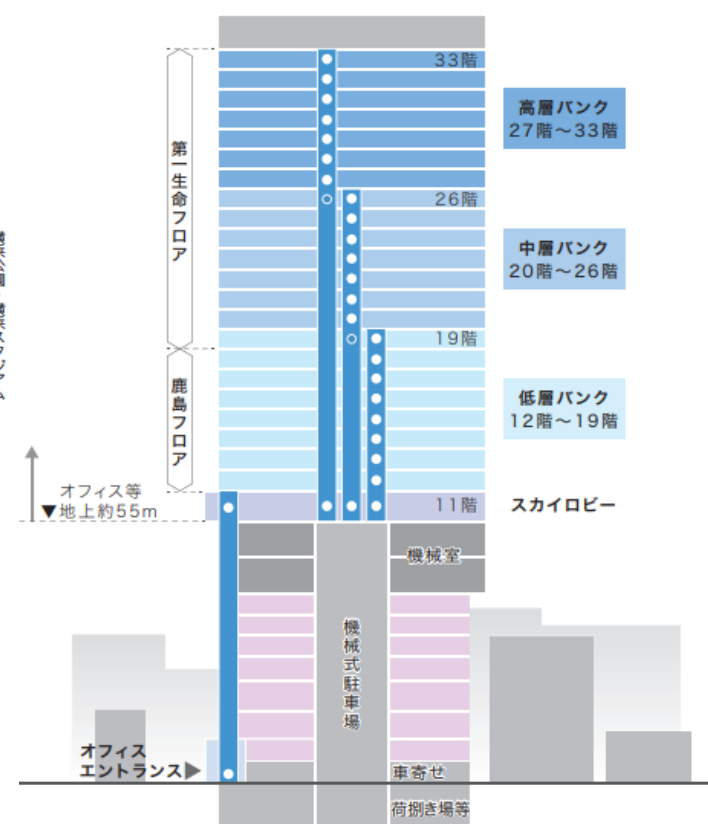 33階
高層バンク
27階～33階
第一生命フロア
26階
中層バンク
20階～26階
19階
鹿島フロア
低層バンク
12階～19階
オフィス等
▼地上約55m
11階
スカイロビー
機械室
機械式駐車場
オフィス
エントランス▶
車寄せ
荷捌き場等